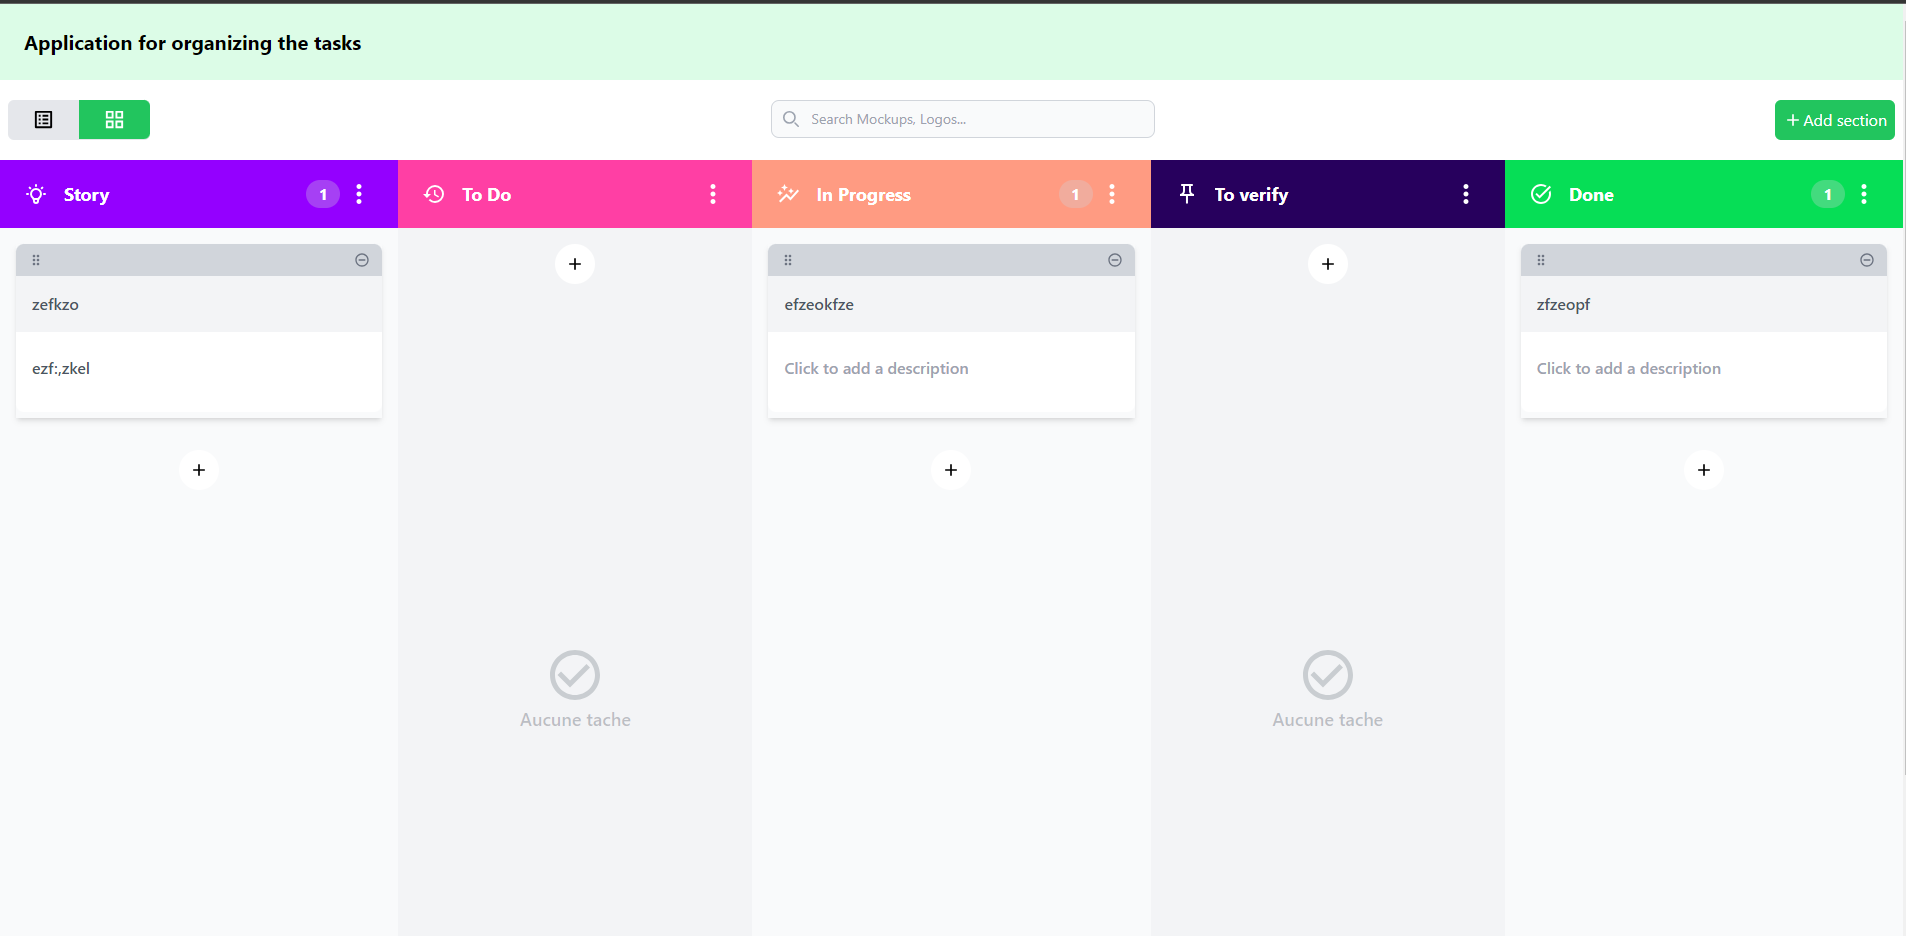 Application for organizing the tasks
Search Mockups, Logos...
+ Add section
Story 1
To Do
In Progress 1
To verify
Done 1
zefkzo
ezf:,zkel
efzeokfze
Click to add a description
zfzeopf
Click to add a description
Aucune tache
Aucune tache